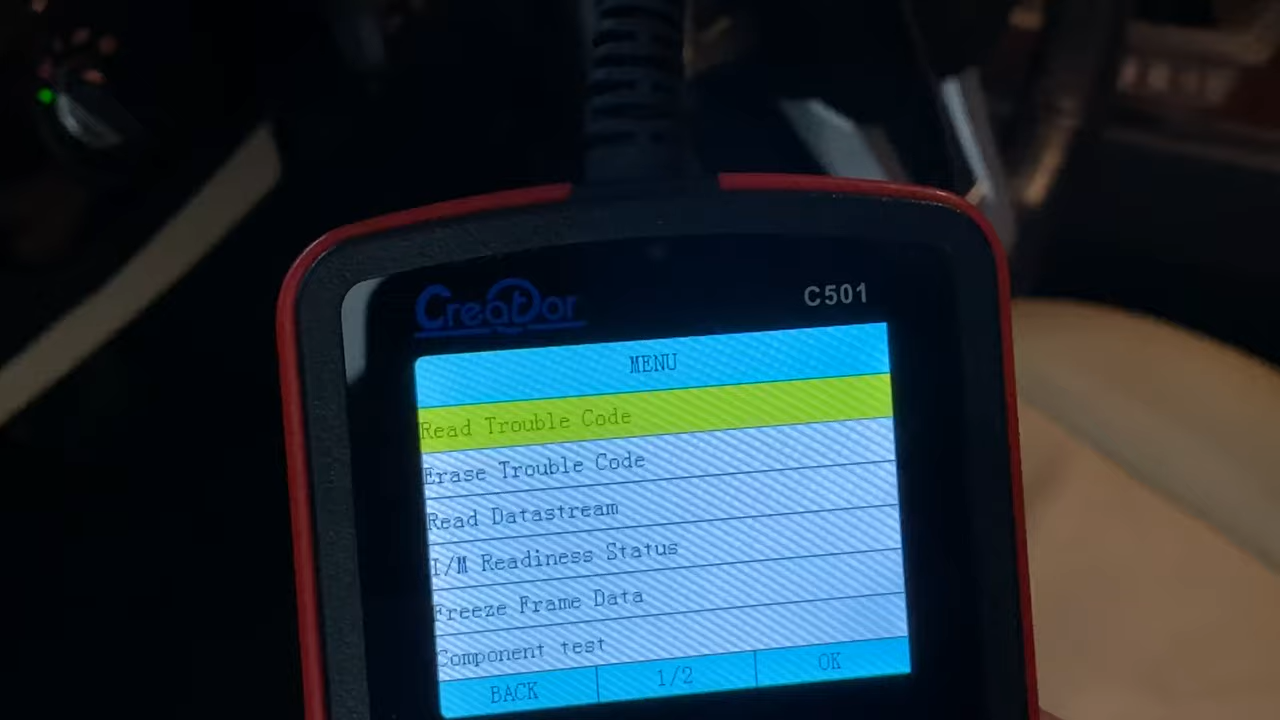 CreaTor
C501
MENU
Read Trouble Code
Erase Trouble Code
Read Datastream
I/M Readiness Status
Freeze Frame Data
Component test
BACK 1/2 OK